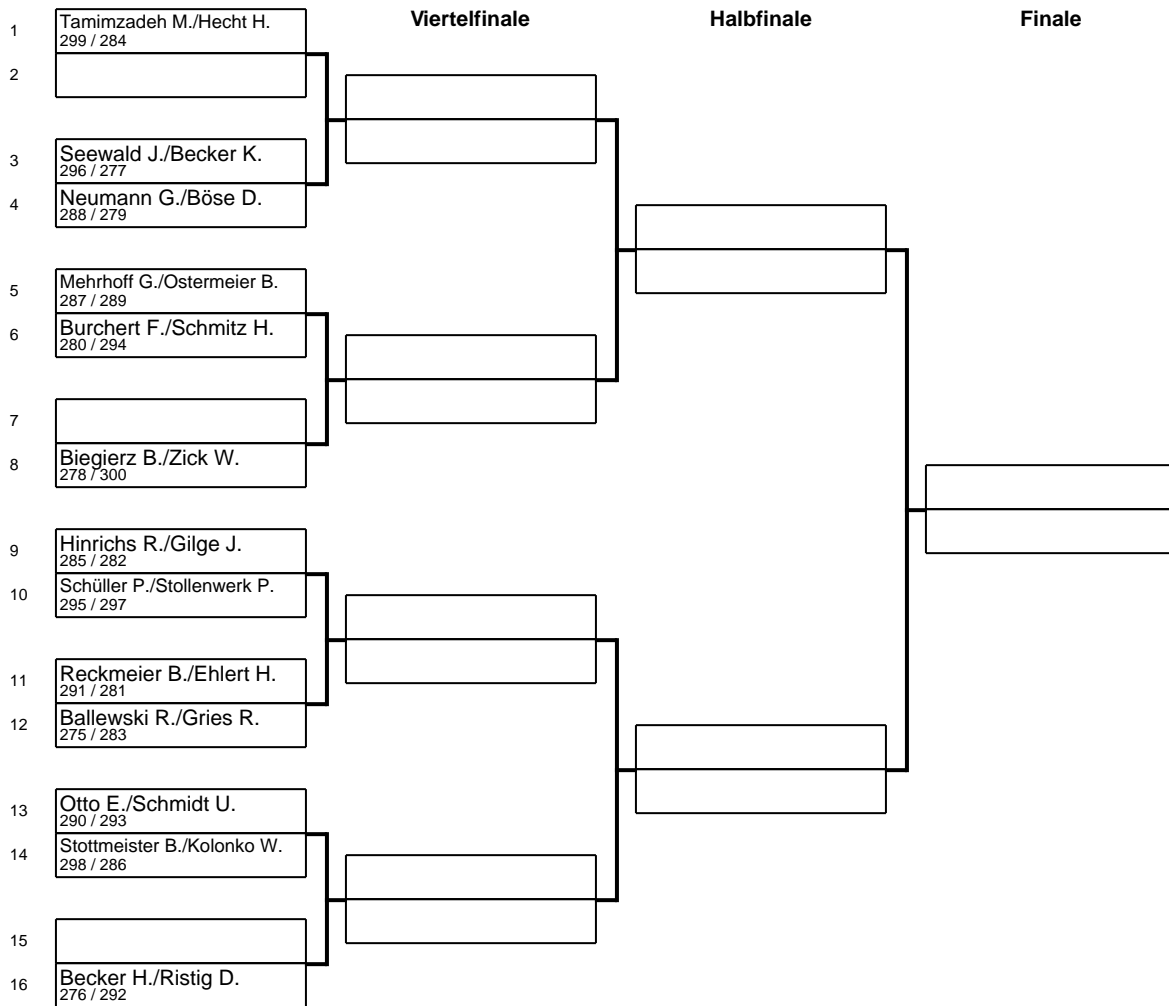 Viertelfinale Halbfinale Finale
1 Tamimzadeh M./Hecht H.
299 / 284
2
3 Seewald J./Becker K.
296 / 277
4 Neumann G./Böse D.
288 / 279
5 Mehrhoff G./Ostermeier B.
287 / 289
6 Burchert F./Schmitz H.
280 / 294
7
8 Biegierz B./Zick W.
278 / 300
9 Hinrichs R./Gilge J.
285 / 282
10 Schüller P./Stollenwerk P.
295 / 297
11 Reckmeier B./Ehlert H.
291 / 281
12 Ballewski R./Gries R.
275 / 283
13 Otto E./Schmidt U.
290 / 293
14 Stottmeister B./Kolonko W.
298 / 286
15
16 Becker H./Ristig D.
276 / 292